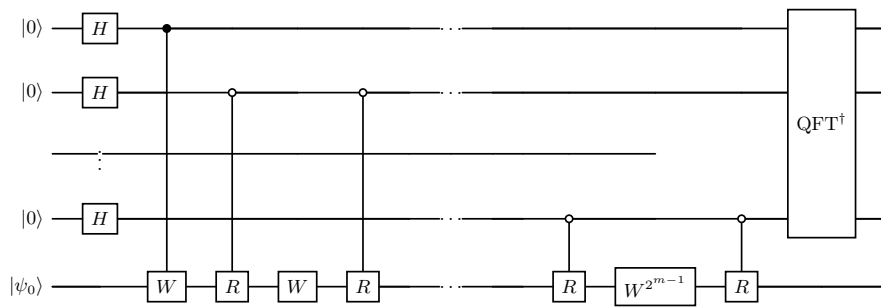 |0⟩ H ...
|0⟩ H ... QFT†
⋮
|0⟩ H ...
|ψ₀⟩ W R W R ... R W^{2^{m−1}} R